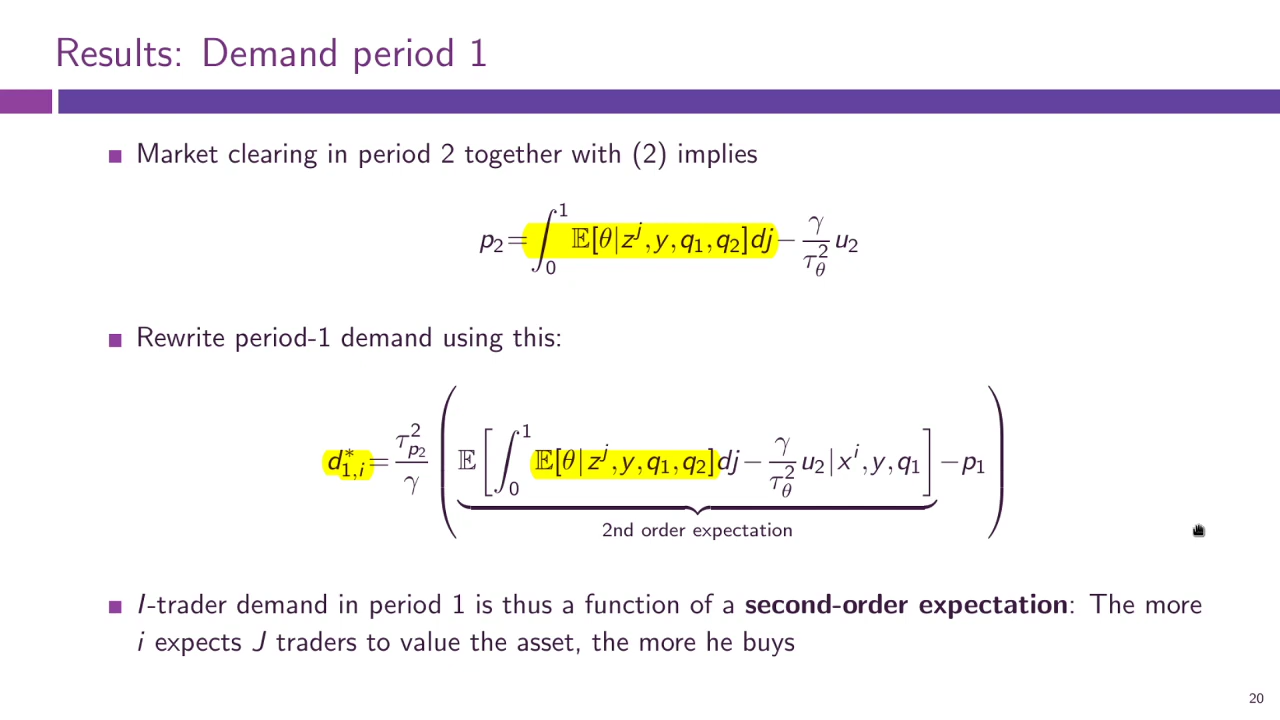 Results: Demand period 1
Market clearing in period 2 together with (2) implies
p₂ = ∫₀¹ 𝔼[θ|zʲ, y, q₁, q₂]dj − γ/τ²_θ u₂
Rewrite period-1 demand using this:
d*₁,ᵢ = τ²_p₂/γ ( 𝔼[ ∫₀¹ 𝔼[θ|zʲ, y, q₁, q₂]dj − γ/τ²_θ u₂|xⁱ, y, q₁ ] − p₁ )
2nd order expectation
I-trader demand in period 1 is thus a function of a second-order expectation: The more
i expects J traders to value the asset, the more he buys
20